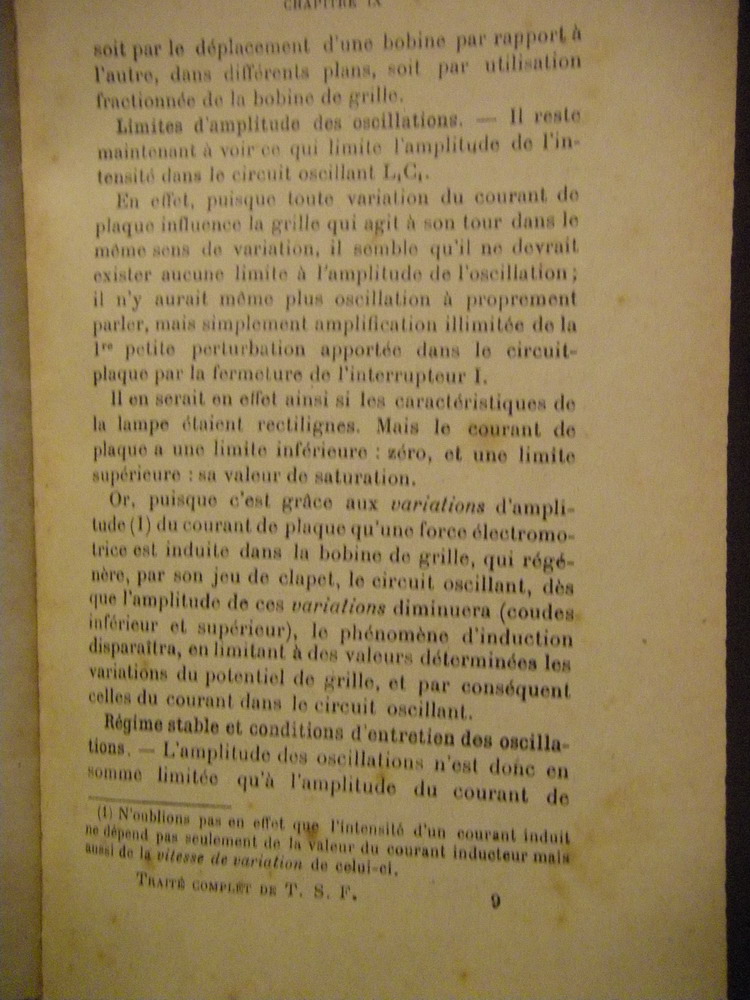 CHAPITRE IX
soit par le déplacement d'une bobine par rapport à
l'autre, dans différents plans, soit par utilisation
fractionnée de la bobine de grille.
Limites d'amplitude des oscillations. — Il reste
maintenant à voir ce qui limite l'amplitude de l'in-
tensité dans le circuit oscillant L₁C₁.
En effet, puisque toute variation du courant de
plaque influence la grille qui agit à son tour dans le
même sens de variation, il semble qu'il ne devrait
exister aucune limite à l'amplitude de l'oscillation ;
il n'y aurait même plus oscillation à proprement
parler, mais simplement amplification illimitée de la
1ʳᵉ petite perturbation apportée dans le circuit-
plaque par la fermeture de l'interrupteur I.
Il en serait en effet ainsi si les caractéristiques de
la lampe étaient rectilignes. Mais le courant de
plaque a une limite inférieure : zéro, et une limite
supérieure : sa valeur de saturation.
Or, puisque c'est grâce aux variations d'ampli-
tude (1) du courant de plaque qu'une force électromo-
trice est induite dans la bobine de grille, qui régé-
nère, par son jeu de clapet, le circuit oscillant, dès
que l'amplitude de ces variations diminuera (coudes
inférieur et supérieur), le phénomène d'induction
disparaîtra, en limitant à des valeurs déterminées les
variations du potentiel de grille, et par conséquent
celles du courant dans le circuit oscillant.
Régime stable et conditions d'entretien des oscilla-
tions. — L'amplitude des oscillations n'est donc en
somme limitée qu'à l'amplitude du courant de
(1) N'oublions pas en effet que l'intensité d'un courant induit
ne dépend pas seulement de la valeur du courant inducteur mais
aussi de la vitesse de variation de celui-ci.
TRAITÉ COMPLET DE T. S. F. 9